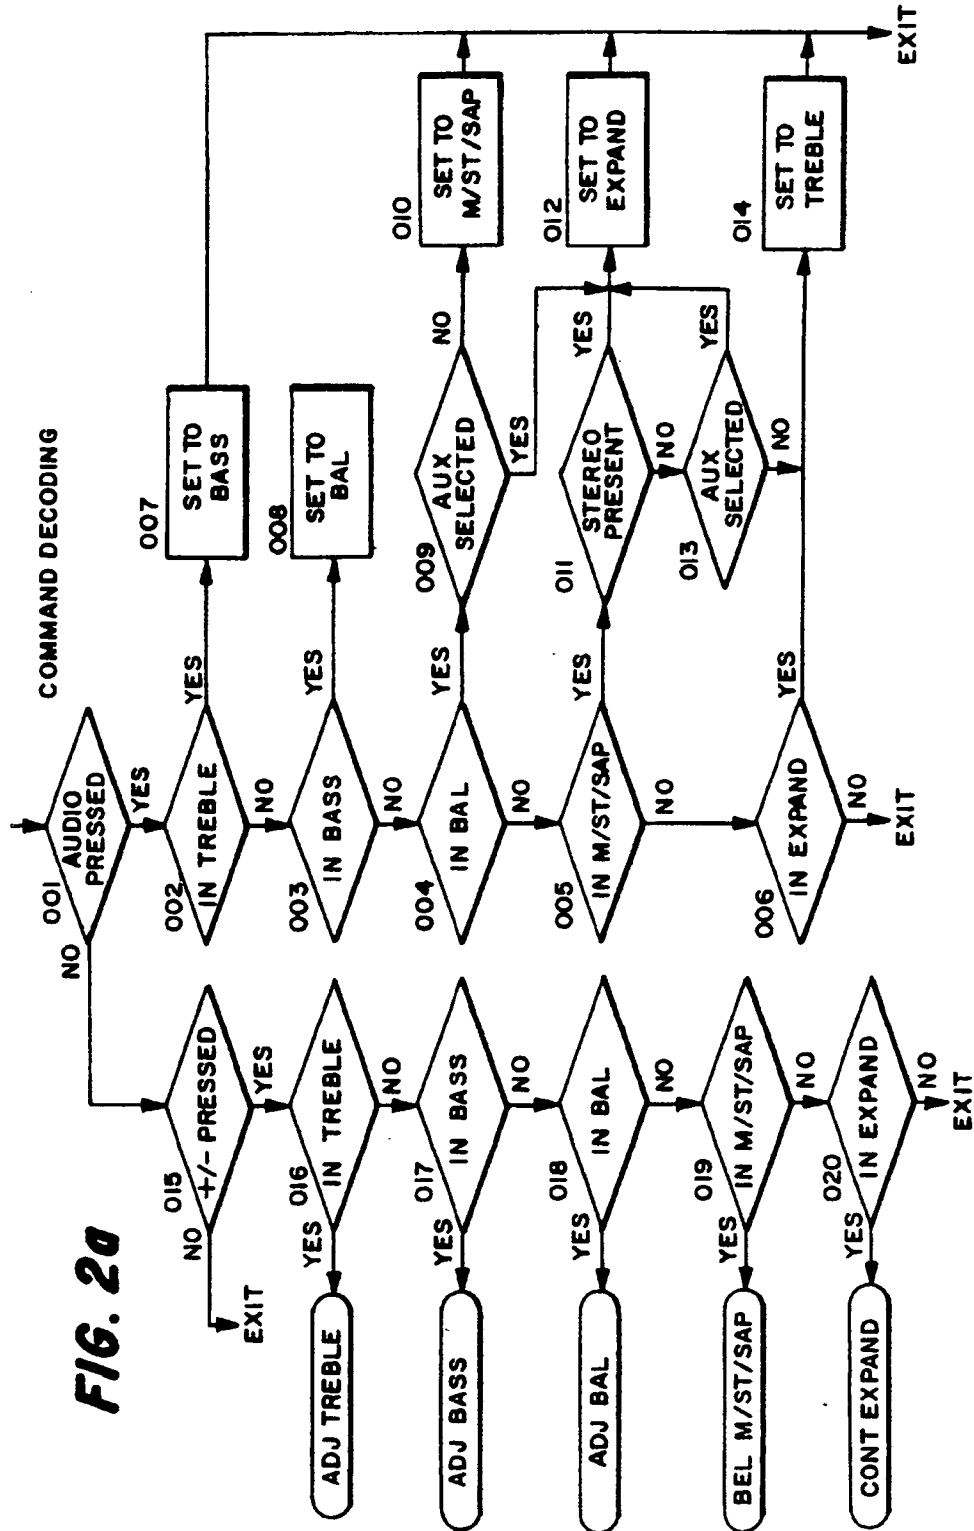 FIG. 2a
COMMAND DECODING
001
AUDIO
PRESSED
NO
YES
002
IN TREBLE
YES
NO
007
SET TO
BASS
003
IN BASS
YES
NO
008
SET TO
BAL
004
IN BAL
YES
NO
009
AUX
SELECTED
NO
YES
010
SET TO
M/ST/SAP
005
IN M/ST/SAP
YES
NO
011
STEREO
PRESENT
YES
NO
012
SET TO
EXPAND
013
AUX
SELECTED
YES
NO
006
IN EXPAND
YES
NO
EXIT
014
SET TO
TREBLE
EXIT
015
+/- PRESSED
NO
EXIT
YES
016
IN TREBLE
YES
NO
ADJ TREBLE
017
IN BASS
YES
NO
ADJ BASS
018
IN BAL
YES
NO
ADJ BAL
019
IN M/ST/SAP
YES
NO
BEL M/ST/SAP
020
IN EXPAND
YES
NO
CONT EXPAND
EXIT